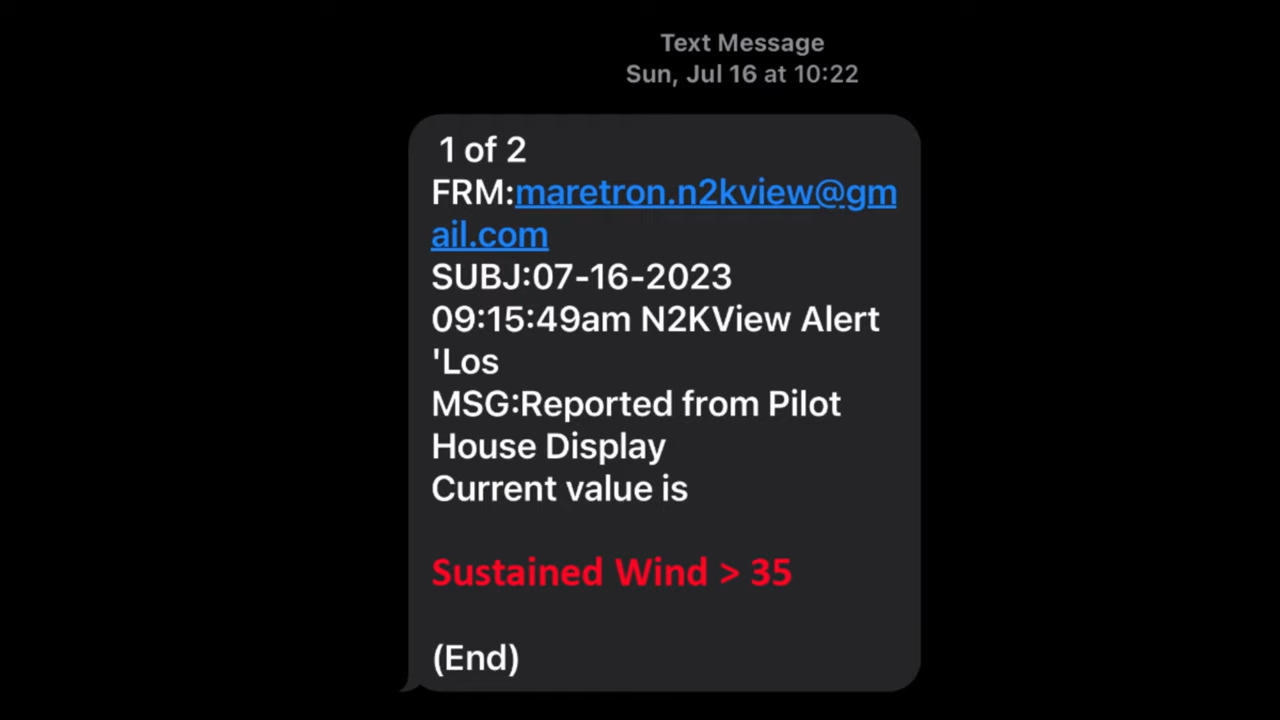 Text Message
Sun, Jul 16 at 10:22
1 of 2
FRM:maretron.n2kview@gm
ail.com
SUBJ:07-16-2023
09:15:49am N2KView Alert
'Los
MSG:Reported from Pilot
House Display
Current value is
Sustained Wind > 35
(End)